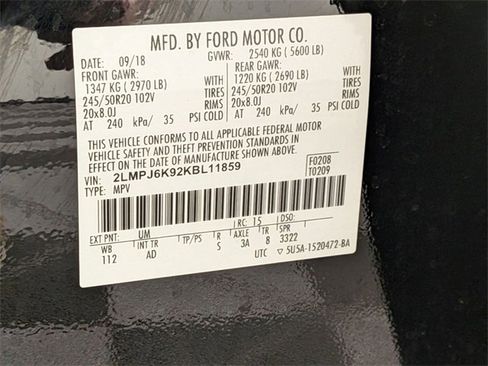 MFD. BY FORD MOTOR CO.
DATE: 09/18 GVWR: 2540 KG (5600 LB)
FRONT GAWR: REAR GAWR:
1347 KG (2970 LB) WITH 1220 KG (2690 LB) WITH
245/50R20 102V TIRES 245/50R20 102V TIRES
20x8.0J RIMS 20x8.0J RIMS
AT 240 kPa/ 35 PSI COLD AT 240 kPa/ 35 PSI COLD
THIS VEHICLE CONFORMS TO ALL APPLICABLE FEDERAL MOTOR
VEHICLE SAFETY AND THEFT PREVENTION STANDARDS IN
EFFECT ON THE DATE OF MANUFACTURE SHOWN ABOVE.
VIN: 2LMPJ6K92KBL11859 F0208
TYPE: MPV T0209
EXT PNT: UM RC: 15 DSO:
WB INT TR TP/PS R AXLE TR SPR
112 AD S 3A 8 3322
UTC ▽5U5A-1520472-BA